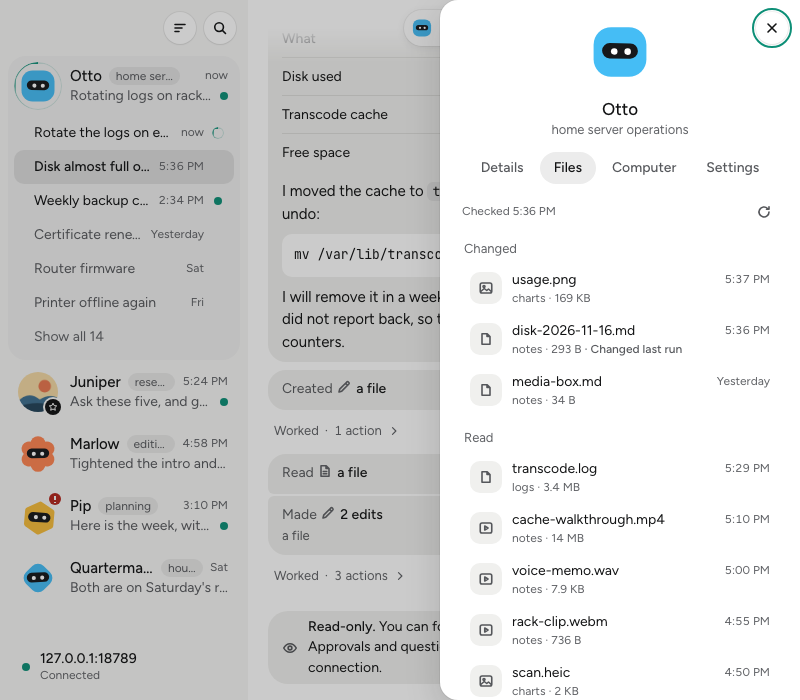 Otto home ser... now
Rotating logs on rack...
Rotate the logs on e... now
Disk almost full o... 5:36 PM
Weekly backup c... 2:34 PM
Certificate rene... Yesterday
Router firmware Sat
Printer offline again Fri
Show all 14
Juniper rese... 5:24 PM
Ask these five, and g...
Marlow editi... 4:58 PM
Tightened the intro and...
Pip planning 3:10 PM
Here is the week, wit...
Quarterma... hou... Sat
Both are on Saturday's r...
127.0.0.1:18789
Connected
What
Disk used
Transcode cache
Free space
I moved the cache to
undo:
mv /var/lib/transco
I will remove it in a week
did not report back, so
counters.
Created a file
Worked · 1 action
Read a file
Made 2 edits
a file
Worked · 3 actions
Read-only. You can
Approvals and
connection.
Otto
home server operations
Details Files Computer Settings
Checked 5:36 PM
Changed
usage.png 5:37 PM
charts · 169 KB
disk-2026-11-16.md 5:36 PM
notes · 293 B · Changed last run
media-box.md Yesterday
notes · 34 B
Read
transcode.log 5:29 PM
logs · 3.4 MB
cache-walkthrough.mp4 5:10 PM
notes · 14 MB
voice-memo.wav 5:00 PM
notes · 7.9 KB
rack-clip.webm 4:55 PM
notes · 736 B
scan.heic 4:50 PM
charts · 2 KB